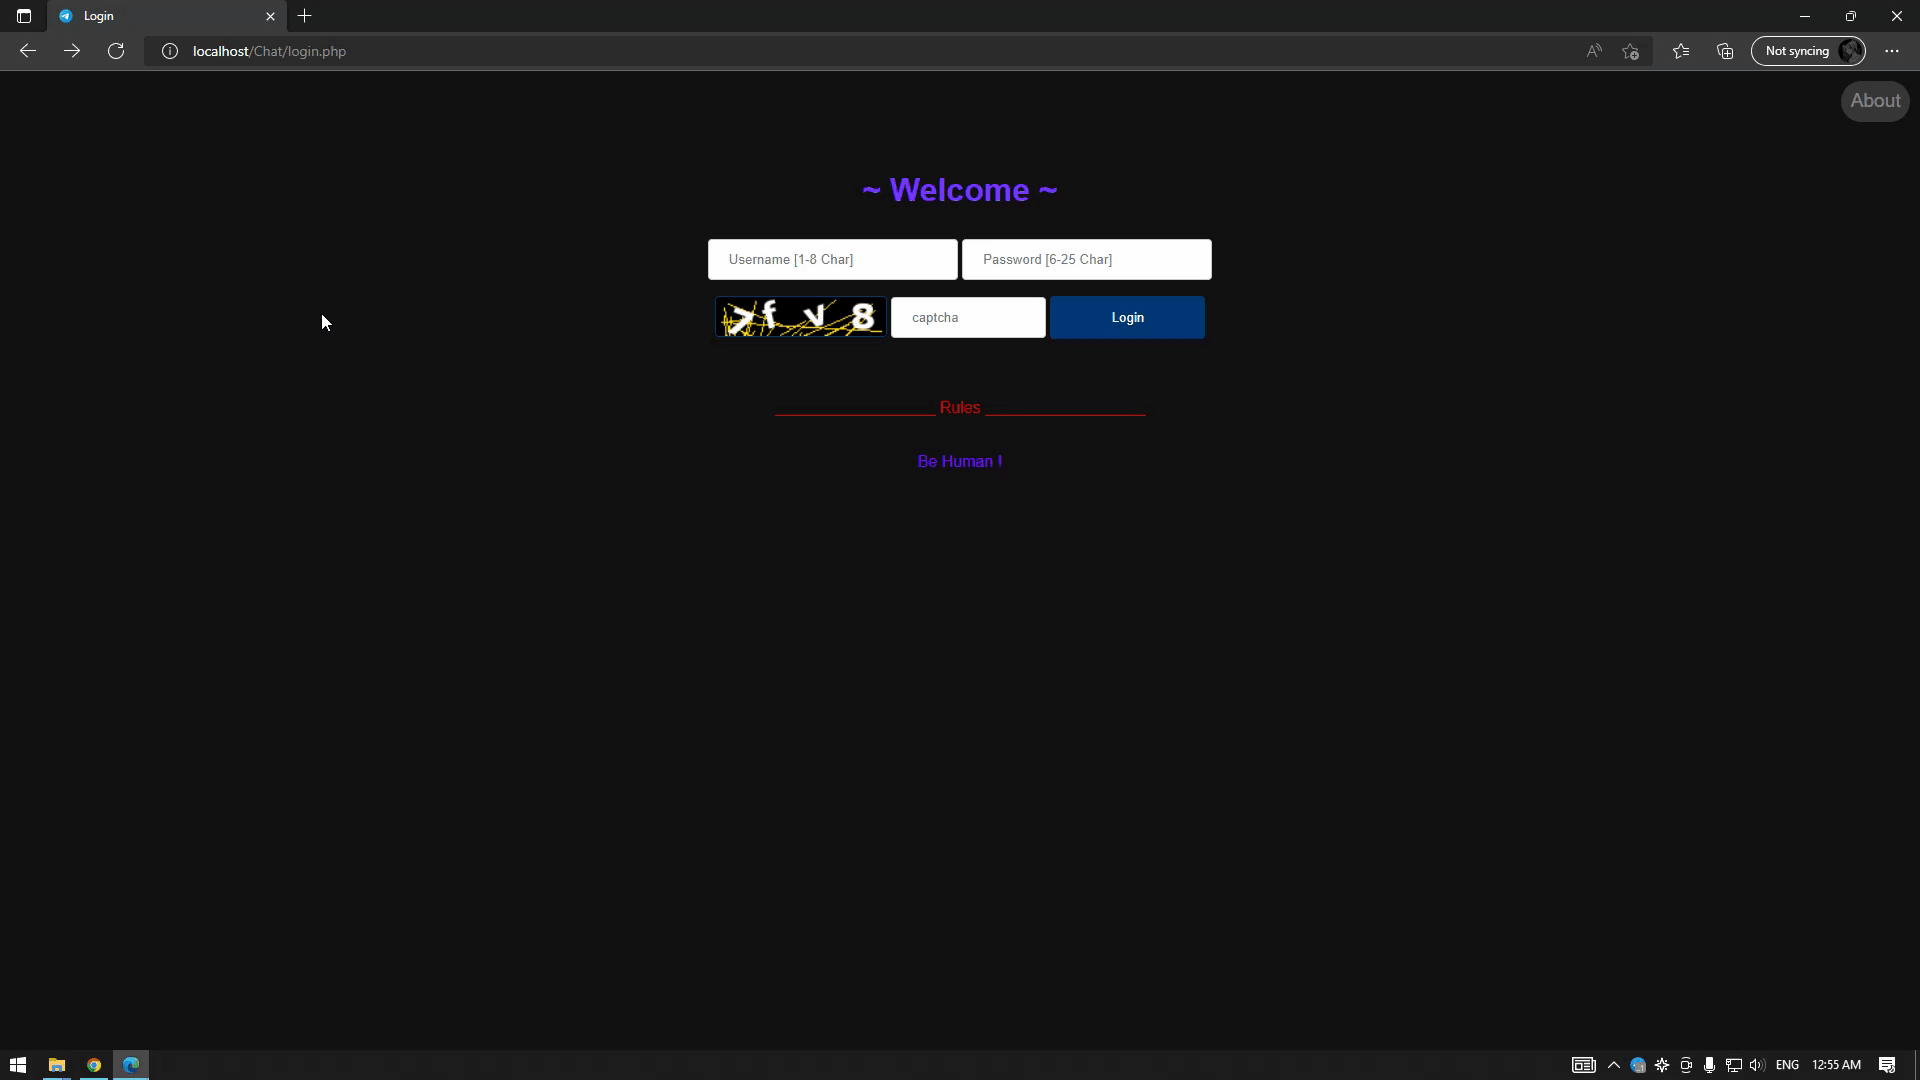 Login
localhost/Chat/login.php
Not syncing
About
~ Welcome ~
Username [1-8 Char]
Password [6-25 Char]
f v 8
captcha
Login
Rules
Be Human !
ENG
12:55 AM